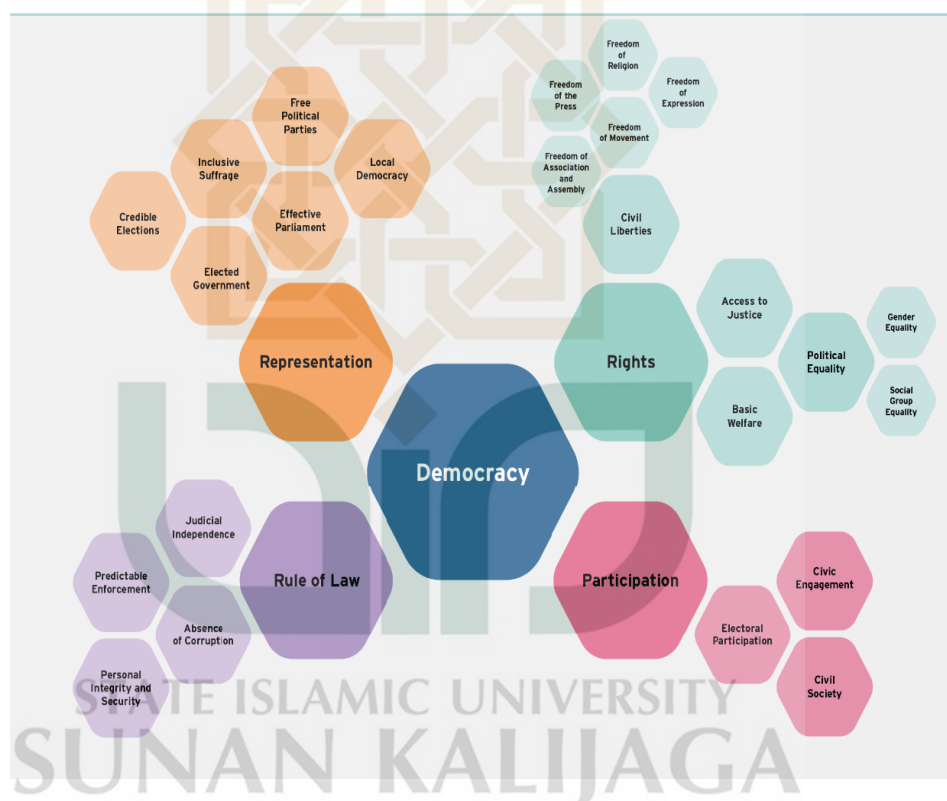 Free
Political
Parties
Inclusive
Suffrage
Local
Democracy
Credible
Elections
Effective
Parliament
Elected
Government
Representation
Freedom
of
Religion
Freedom
of the
Press
Freedom
of
Expression
Freedom
of Movement
Freedom of
Association
and
Assembly
Civil
Liberties
Rights
Access to
Justice
Political
Equality
Gender
Equality
Social
Group
Equality
Basic
Welfare
Democracy
Judicial
Independence
Predictable
Enforcement
Rule of Law
Absence
of Corruption
Personal
Integrity and
Security
Participation
Electoral
Participation
Civic
Engagement
Civil
Society
STATE ISLAMIC UNIVERSITY
SUNAN KALIJAGA